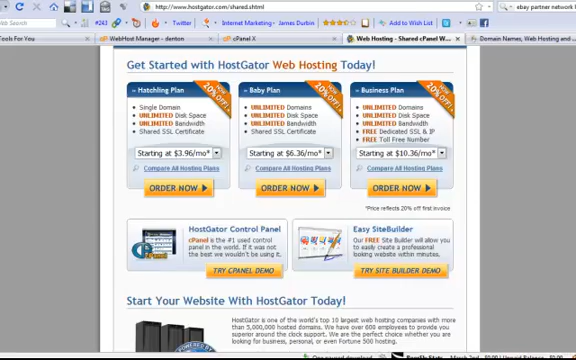 http://www.hostgator.com/shared.shtml
ebay partner network
#243
Twitter
Internet Marketing - James Durbin
Add to Wish List
Tools For You
WebHost Manager - denton
cPanel X
Web Hosting - Shared cPanel W...
Domain Names, Web Hosting and
Get Started with HostGator Web Hosting Today!
Hatchling Plan
20% OFF!
Single Domain
UNLIMITED Disk Space
UNLIMITED Bandwidth
Shared SSL Certificate
Starting at $3.96/mo*
Compare All Hosting Plans
ORDER NOW
Baby Plan
20% OFF!
UNLIMITED Domains
UNLIMITED Disk Space
UNLIMITED Bandwidth
Shared SSL Certificate
Starting at $6.36/mo*
Compare All Hosting Plans
ORDER NOW
Business Plan
20% OFF!
UNLIMITED Domains
UNLIMITED Disk Space
UNLIMITED Bandwidth
FREE Dedicated SSL & IP
FREE Toll Free Number
Starting at $10.36/mo*
Compare All Hosting Plans
ORDER NOW
*Price reflects 20% off first invoice
HostGator Control Panel
cPanel is the #1 used control
panel in the world. If it was not
the best we wouldn't be using it.
TRY CPANEL DEMO
Easy SiteBuilder
Our FREE Site Builder will allow you
to easily create a professional
looking website within minutes.
TRY SITE BUILDER DEMO
Start Your Website With HostGator Today!
HostGator is one of the world's top 10 largest web hosting companies with more
than 5,000,000 hosted domains. We have over 600 employees to provide you
superior around the clock support. We are the perfect choice whether you are
looking for business, personal, or even Fortune 500 hosting.
POWERED